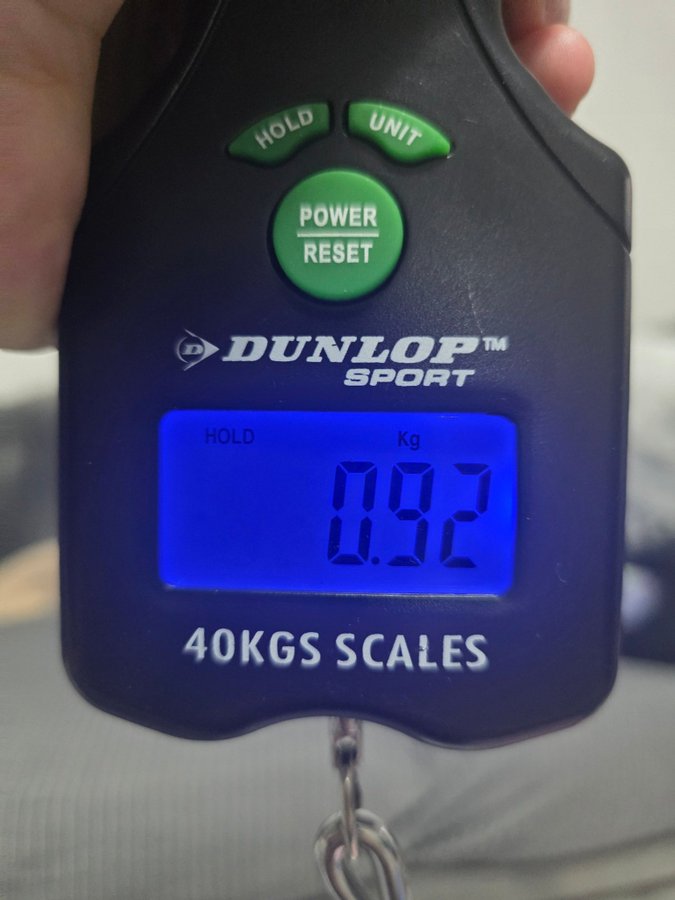 HOLD UNIT
POWER
RESET
D DUNLOP™
SPORT
HOLD Kg
0.92
40KGS SCALES